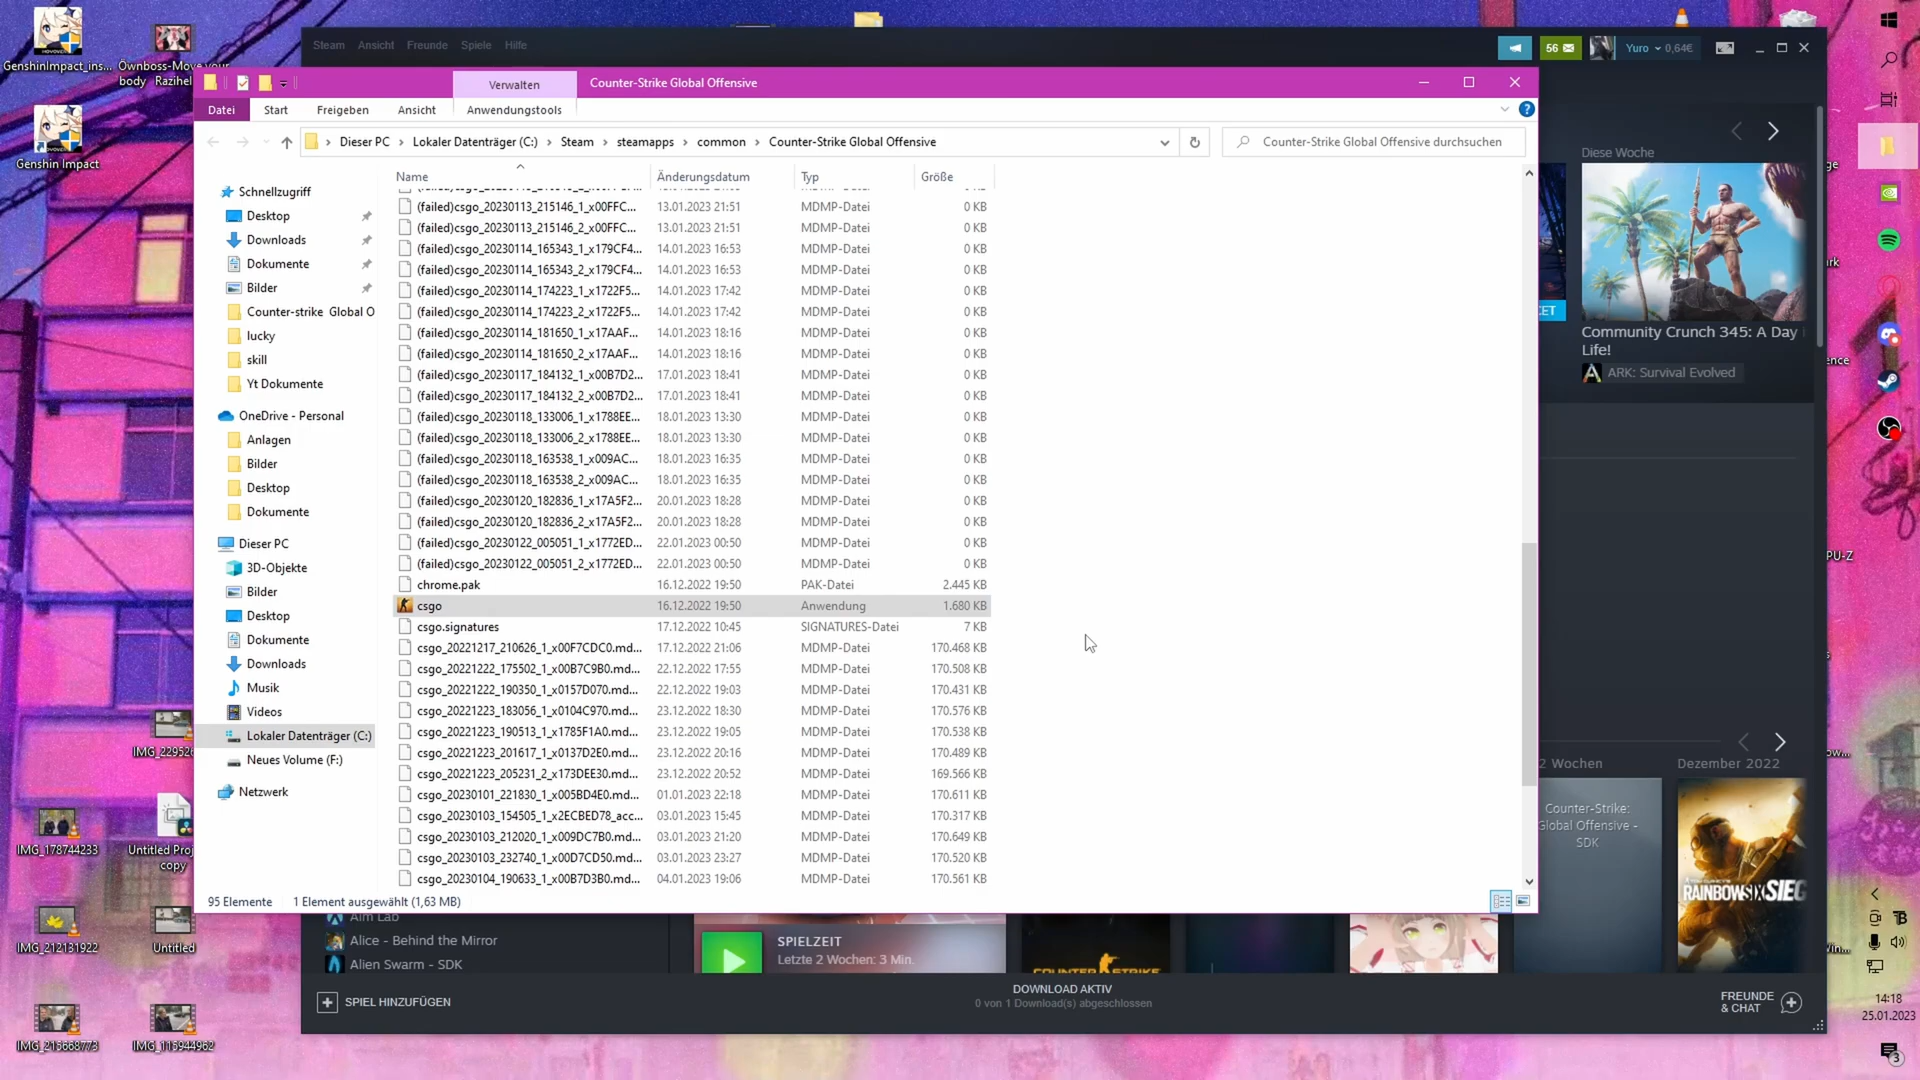 GenshinImpact_ins...
Öwnboss-Move your
body Razihel
Genshin Impact
Steam Ansicht Freunde Spiele Hilfe
56
Yuro 0,64€
Verwalten
Counter-Strike Global Offensive
Datei Start Freigeben Ansicht Anwendungstools
Dieser PC > Lokaler Datenträger (C:) > Steam > steamapps > common > Counter-Strike Global Offensive
Counter-Strike Global Offensive durchsuchen
Name Änderungsdatum Typ Größe
(failed)csgo_20230113_215146_1_x00FFC... 13.01.2023 21:51 MDMP-Datei 0 KB
(failed)csgo_20230113_215146_2_x00FFC... 13.01.2023 21:51 MDMP-Datei 0 KB
(failed)csgo_20230114_165343_1_x179CF4... 14.01.2023 16:53 MDMP-Datei 0 KB
(failed)csgo_20230114_165343_2_x179CF4... 14.01.2023 16:53 MDMP-Datei 0 KB
(failed)csgo_20230114_174223_1_x1722F5... 14.01.2023 17:42 MDMP-Datei 0 KB
(failed)csgo_20230114_174223_2_x1722F5... 14.01.2023 17:42 MDMP-Datei 0 KB
(failed)csgo_20230114_181650_1_x17AAF... 14.01.2023 18:16 MDMP-Datei 0 KB
(failed)csgo_20230114_181650_2_x17AAF... 14.01.2023 18:16 MDMP-Datei 0 KB
(failed)csgo_20230117_184132_1_x00B7D2... 17.01.2023 18:41 MDMP-Datei 0 KB
(failed)csgo_20230117_184132_2_x00B7D2... 17.01.2023 18:41 MDMP-Datei 0 KB
(failed)csgo_20230118_133006_1_x1788EE... 18.01.2023 13:30 MDMP-Datei 0 KB
(failed)csgo_20230118_133006_2_x1788EE... 18.01.2023 13:30 MDMP-Datei 0 KB
(failed)csgo_20230118_163538_1_x009AC... 18.01.2023 16:35 MDMP-Datei 0 KB
(failed)csgo_20230118_163538_2_x009AC... 18.01.2023 16:35 MDMP-Datei 0 KB
(failed)csgo_20230120_182836_1_x17A5F2... 20.01.2023 18:28 MDMP-Datei 0 KB
(failed)csgo_20230120_182836_2_x17A5F2... 20.01.2023 18:28 MDMP-Datei 0 KB
(failed)csgo_20230122_005051_1_x1772ED... 22.01.2023 00:50 MDMP-Datei 0 KB
(failed)csgo_20230122_005051_2_x1772ED... 22.01.2023 00:50 MDMP-Datei 0 KB
chrome.pak 16.12.2022 19:50 PAK-Datei 2.445 KB
csgo 16.12.2022 19:50 Anwendung 1.680 KB
csgo.signatures 17.12.2022 10:45 SIGNATURES-Datei 7 KB
csgo_20221217_210626_1_x00F7CDC0.md... 17.12.2022 21:06 MDMP-Datei 170.468 KB
csgo_20221222_175502_1_x00B7C9B0.md... 22.12.2022 17:55 MDMP-Datei 170.508 KB
csgo_20221222_190350_1_x0157D070.md... 22.12.2022 19:03 MDMP-Datei 170.431 KB
csgo_20221223_183056_1_x0104C970.md... 23.12.2022 18:30 MDMP-Datei 170.576 KB
csgo_20221223_190513_1_x1785F1A0.md... 23.12.2022 19:05 MDMP-Datei 170.538 KB
csgo_20221223_201617_1_x0137D2E0.md... 23.12.2022 20:16 MDMP-Datei 170.489 KB
csgo_20221223_205231_2_x173DEE30.md... 23.12.2022 20:52 MDMP-Datei 169.566 KB
csgo_20230101_221830_1_x005BD4E0.md... 01.01.2023 22:18 MDMP-Datei 170.611 KB
csgo_20230103_154505_1_x2ECBED78_acc... 03.01.2023 15:45 MDMP-Datei 170.317 KB
csgo_20230103_212020_1_x009DC7B0.md... 03.01.2023 21:20 MDMP-Datei 170.649 KB
csgo_20230103_232740_1_x00D7CD50.md... 03.01.2023 23:27 MDMP-Datei 170.520 KB
csgo_20230104_190633_1_x00B7D3B0.md... 04.01.2023 19:06 MDMP-Datei 170.561 KB
Schnellzugriff
Desktop
Downloads
Dokumente
Bilder
Counter-strike Global O
lucky
skill
Yt Dokumente
OneDrive - Personal
Anlagen
Bilder
Desktop
Dokumente
Dieser PC
3D-Objekte
Bilder
Desktop
Dokumente
Downloads
Musik
Videos
Lokaler Datenträger (C:)
Neues Volume (F:)
Netzwerk
95 Elemente 1 Element ausgewählt (1,63 MB)
Diese Woche
Community Crunch 345: A Day i
Life!
ARK: Survival Evolved
2 Wochen
Dezember 2022
Counter-Strike:
Global Offensive -
SDK
RAINBOWSIX SIEG
IMG_229526
IMG_178744233
Untitled Proj
copy
IMG_212131922
Untitled
IMG_215668773
IMG_115944962
Aim Lab
Alice - Behind the Mirror
Alien Swarm - SDK
SPIELZEIT
Letzte 2 Wochen: 3 Min.
COUNTER STRIKE
SPIEL HINZUFÜGEN
DOWNLOAD AKTIV
0 von 1 Download(s) abgeschlossen
FREUNDE
& CHAT
14:18
25.01.2023
3